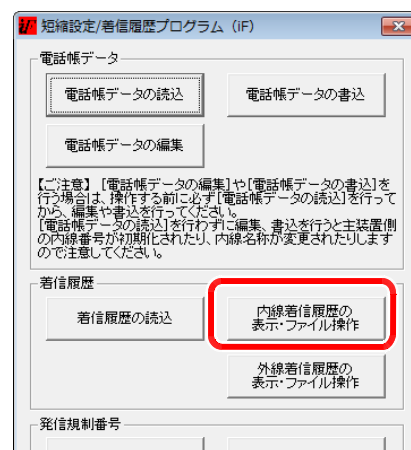 短縮設定/着信履歴プログラム（iF）
電話帳データ
電話帳データの読込
電話帳データの書込
電話帳データの編集
【ご注意】［電話帳データの編集]や[電話帳データの書込]を
行う場合は、操作する前に必ず[電話帳データの読込]を行って
から、編集や書込を行ってください。
[電話帳データの読込]を行わずに編集、書込を行うと主装置側
の内線番号が初期化されたり、内線名称が変更されたりします
ので注意してください。
着信履歴
着信履歴の読込
内線着信履歴の
表示・ファイル操作
外線着信履歴の
表示・ファイル操作
発信規制番号